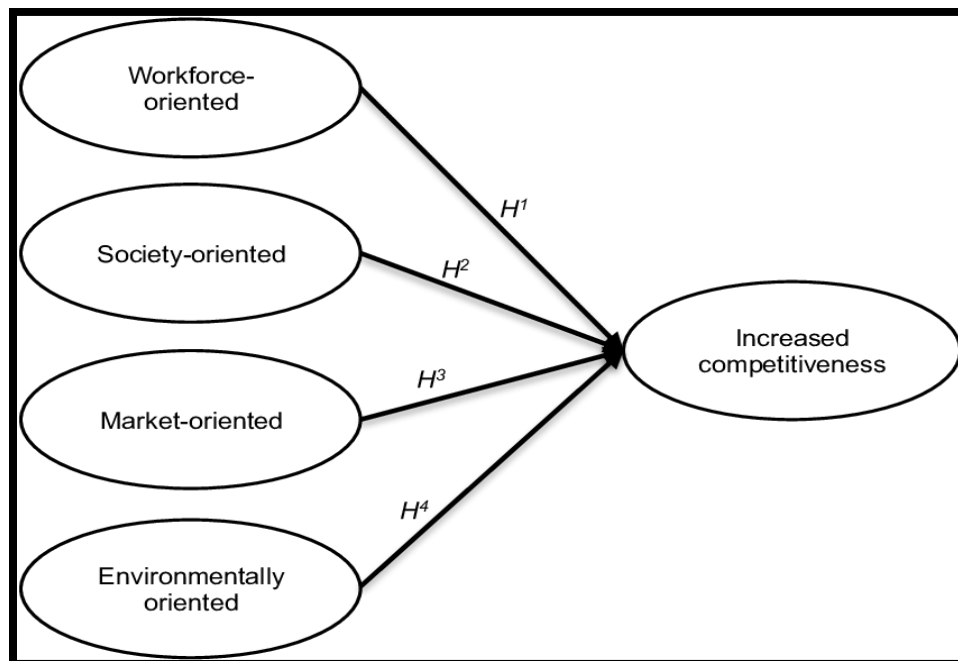 Workforce-
oriented
H¹
Society-oriented
H²
Increased
competitiveness
H³
Market-oriented
H⁴
Environmentally
oriented